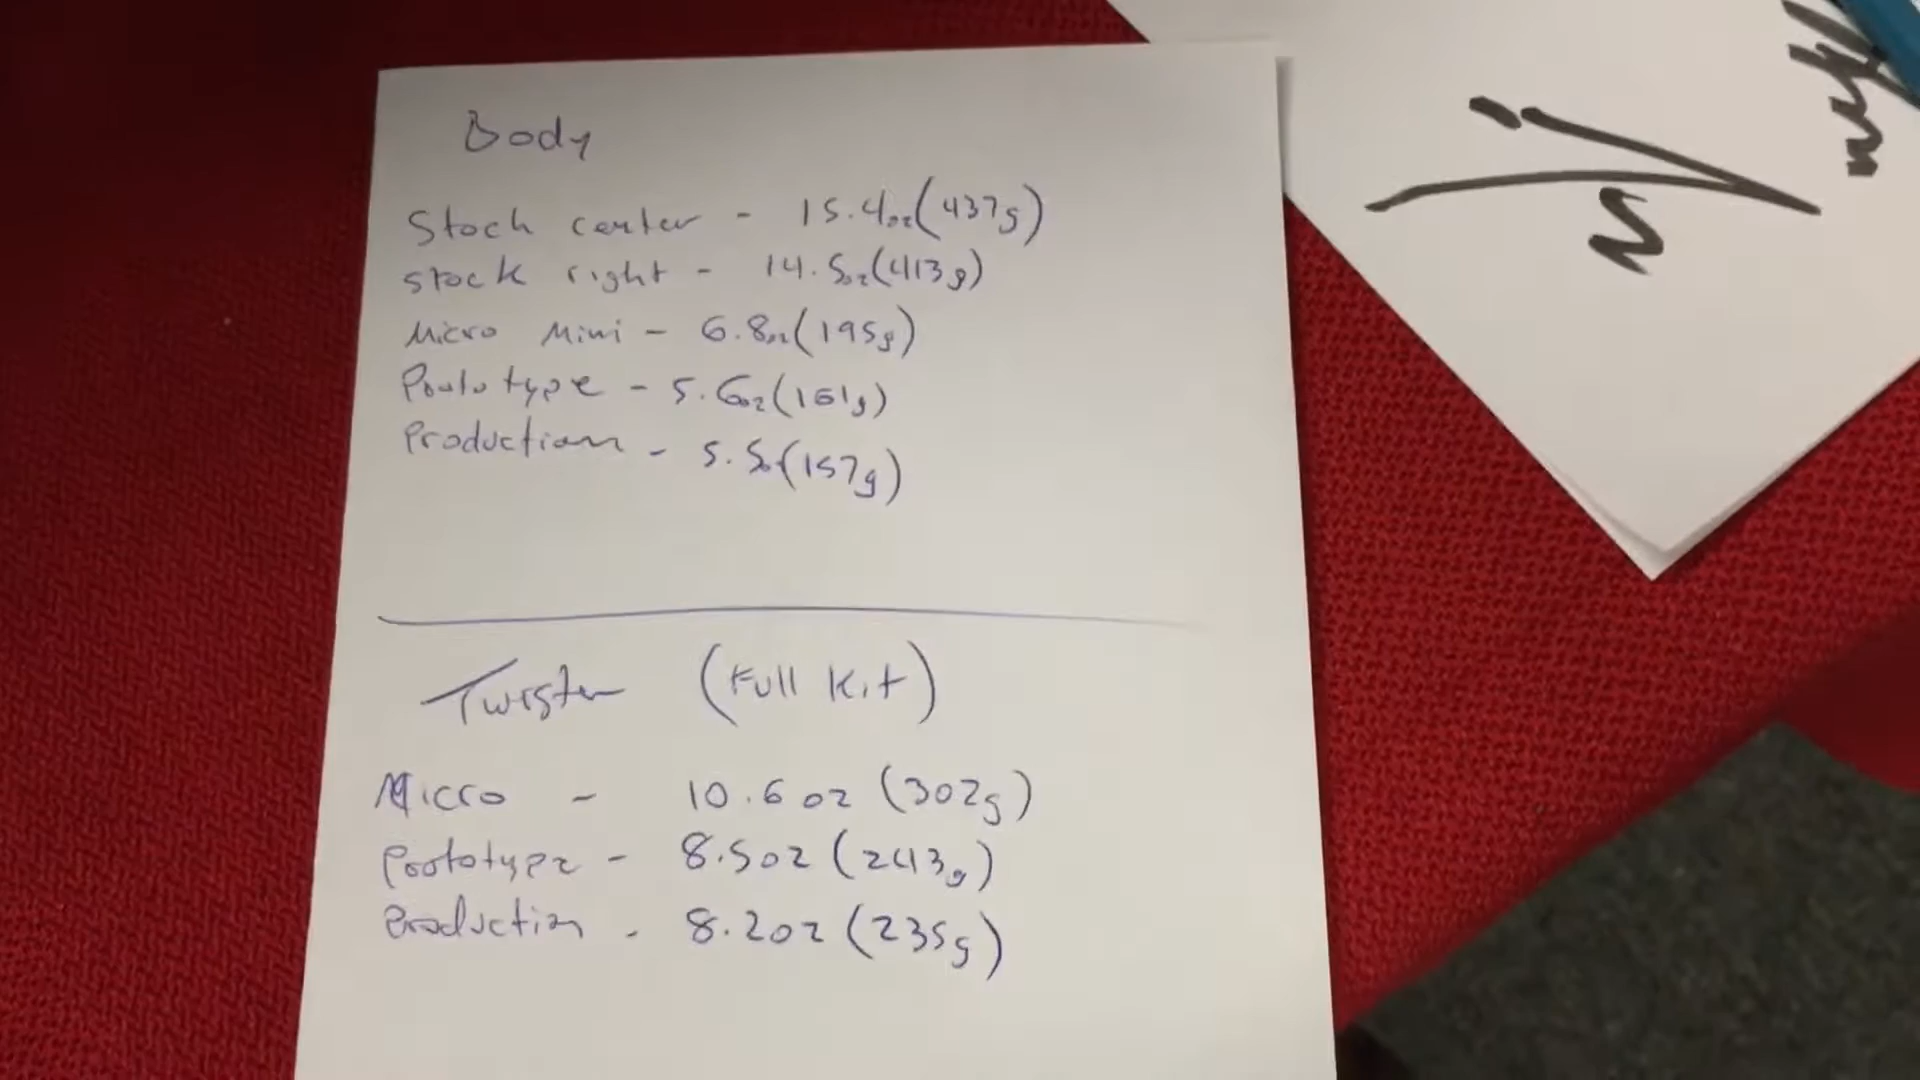 Body
Stock center - 15.4oz (437g)
stock right - 14.5oz (413g)
Micro Mini - 6.8oz (195g)
Prototype - 5.6oz (161g)
Production - 5.5oz (157g)
Twister (Full Kit)
Micro - 10.6oz (302g)
Prototype - 8.5oz (243g)
Production - 8.2oz (235g)